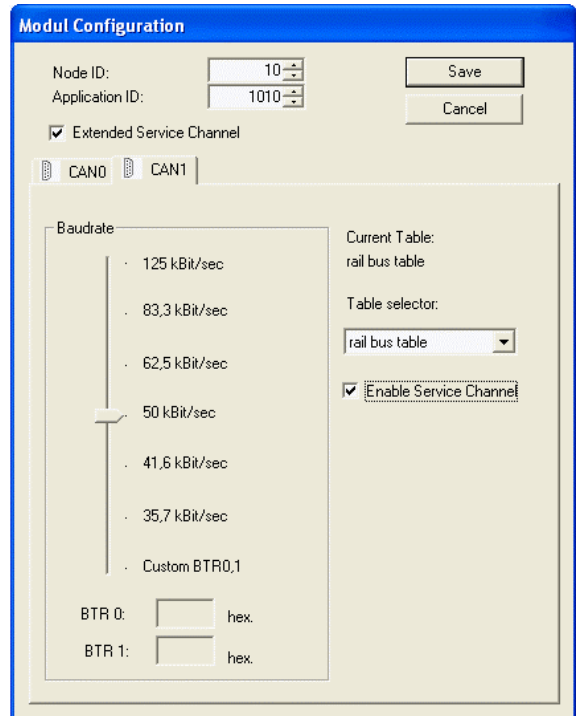 Modul Configuration
Node ID: 10
Application ID: 1010
Save
Cancel
Extended Service Channel
CAN0 CAN1
Baudrate
125 kBit/sec
83,3 kBit/sec
62,5 kBit/sec
50 kBit/sec
41,6 kBit/sec
35,7 kBit/sec
Custom BTR0,1
BTR 0: hex.
BTR 1: hex.
Current Table:
rail bus table
Table selector:
rail bus table
Enable Service Channel